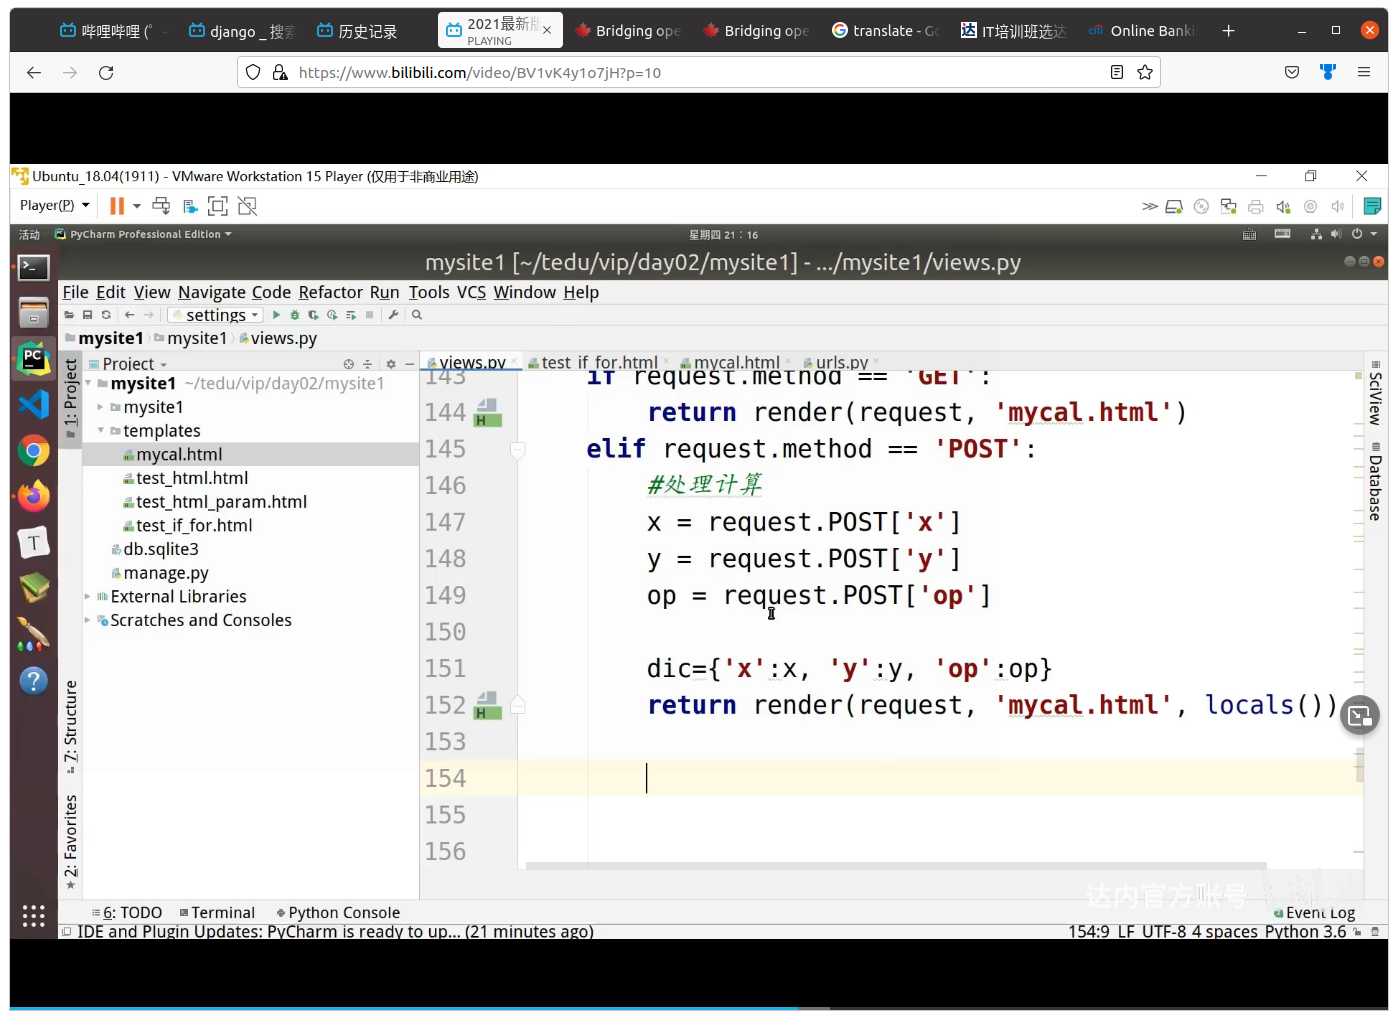 哔哩哔哩 (゜
django _ 搜索
历史记录
2021最新版
PLAYING
Bridging ope
Bridging ope
translate - Go
IT培训班选达
citi Online Banki
https://www.bilibili.com/video/BV1vK4y1o7jH?p=10
Ubuntu_18.04(1911) - VMware Workstation 15 Player (仅用于非商业用途)
Player(P)
活动 PyCharm Professional Edition 星期四 21：16
mysite1 [~/tedu/vip/day02/mysite1] - .../mysite1/views.py
File Edit View Navigate Code Refactor Run Tools VCS Window Help
settings
mysite1 mysite1 views.py
Project
views.py test_if_for.html mycal.html urls.py
1: Project
mysite1 ~/tedu/vip/day02/mysite1
mysite1
templates
mycal.html
test_html.html
test_html_param.html
test_if_for.html
db.sqlite3
manage.py
External Libraries
Scratches and Consoles
7: Structure
2: Favorites
143 if request.method == 'GET':
144 return render(request, 'mycal.html')
145 elif request.method == 'POST':
146 #处理计算
147 x = request.POST['x']
148 y = request.POST['y']
149 op = request.POST['op']
150
151 dic={'x':x, 'y':y, 'op':op}
152 return render(request, 'mycal.html', locals())
153
154
155
156
SciView
Database
达内官方账号
6: TODO Terminal Python Console Event Log
IDE and Plugin Updates: PyCharm is ready to up... (21 minutes ago) 154:9 LF UTF-8 4 spaces Python 3.6